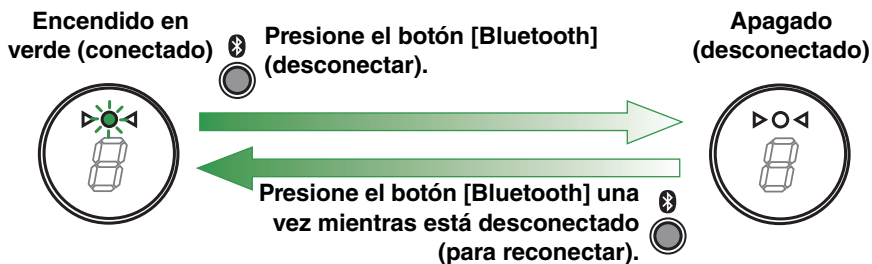 Encendido en
verde (conectado)
Presione el botón [Bluetooth]
(desconectar).
Apagado
(desconectado)
Presione el botón [Bluetooth] una
vez mientras está desconectado
(para reconectar).